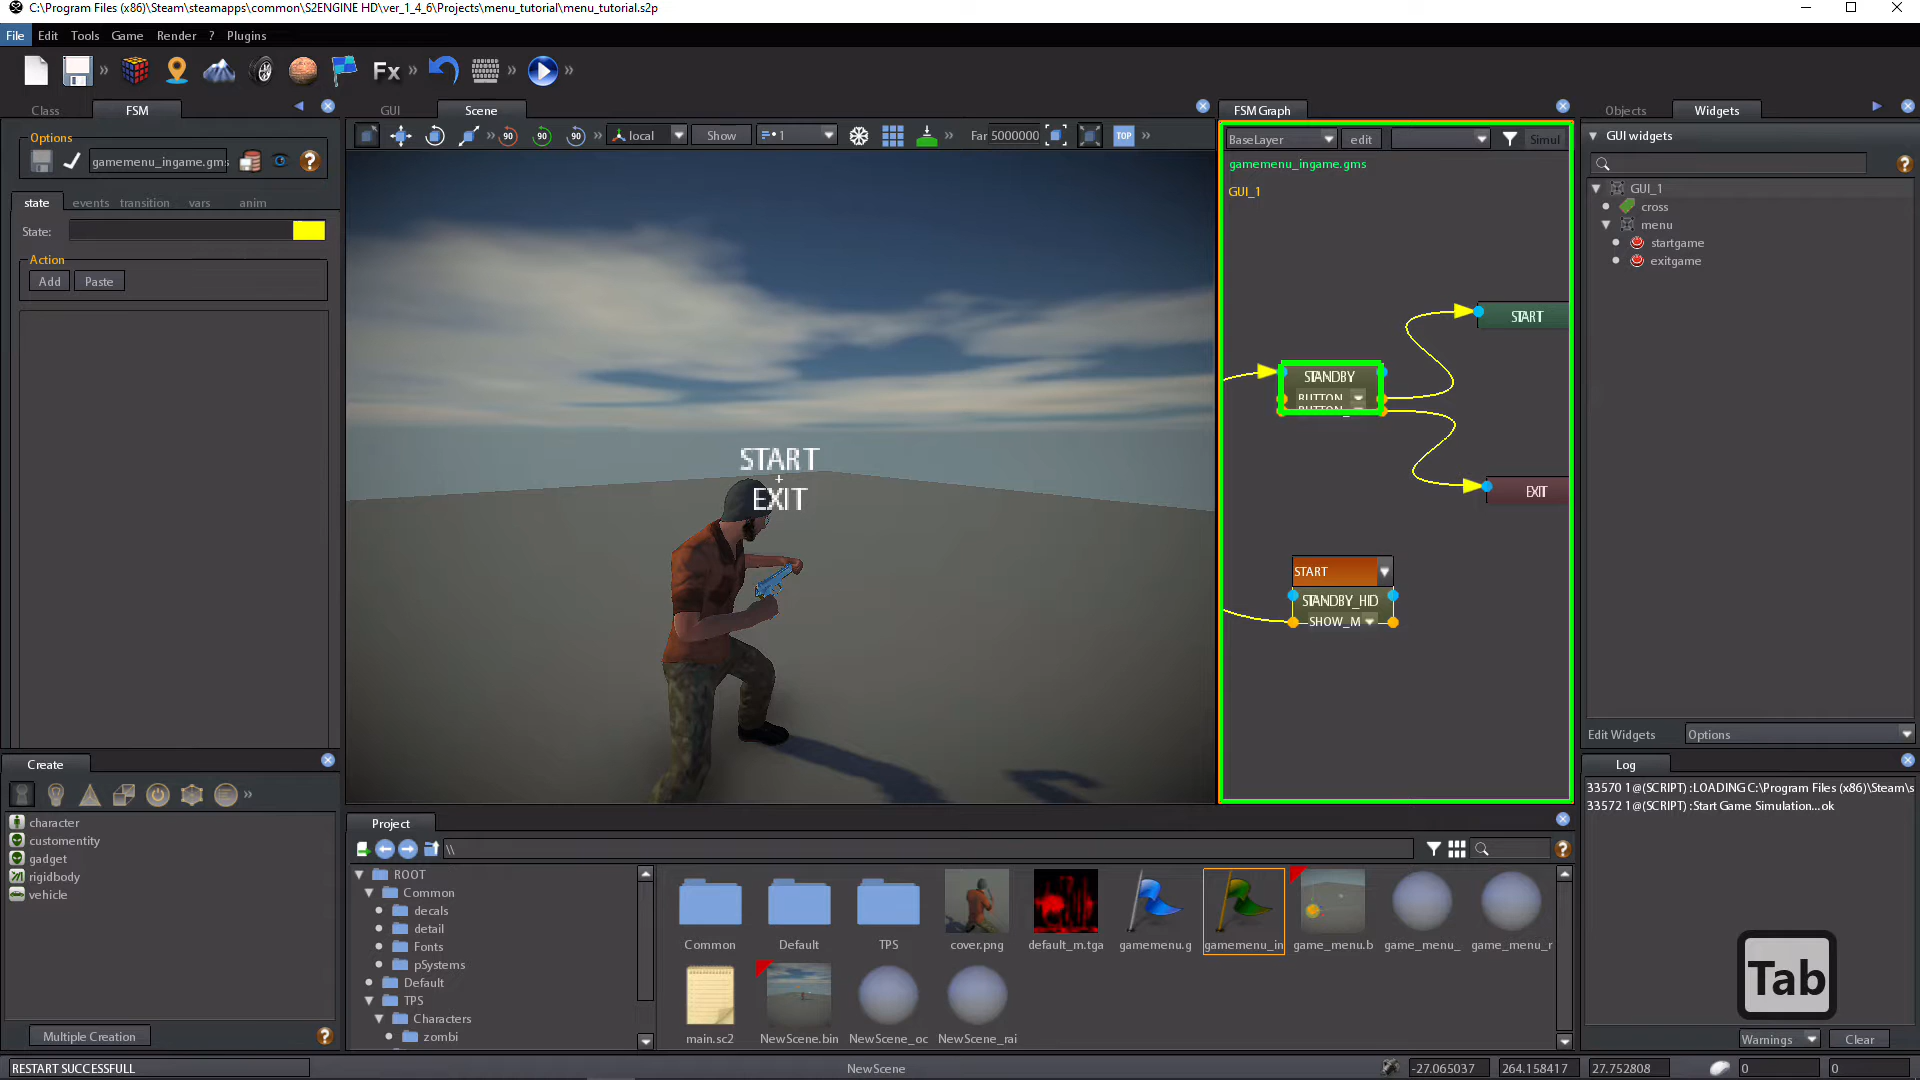 C:\Program Files (x86)\Steam\steamapps\common\S2ENGINE HD\ver_1_4_6\Projects\menu_tutorial\menu_tutorial.s2p
File Edit Tools Game Render ? Plugins
Fx
Class FSM
GUI Scene
FSM Graph
Objects Widgets
Options
gamemenu_ingame.gms
state events transition vars anim
State:
Action
Add Paste
90 90 90 local Show 1 Far 5000000 TOP
BaseLayer edit Simul
gamemenu_ingame.gms
GUI_1
START
STANDBY
BUTTON
BUTTON_
EXIT
START
STANDBY_HID
SHOW_M
START
+
EXIT
GUI widgets
GUI_1
cross
menu
startgame
exitgame
Edit Widgets Options
Create
character
customentity
gadget
rigidbody
vehicle
Multiple Creation
Project
\\
ROOT
Common
decals
detail
Fonts
pSystems
Default
TPS
Characters
zombi
Common Default TPS cover.png default_m.tga gamemenu.g gamemenu_in game_menu.b game_menu_ game_menu_r
main.sc2 NewScene.bin NewScene_oc NewScene_rai
Log
33570 1@(SCRIPT) :LOADING C:\Program Files (x86)\Steam\s
33572 1@(SCRIPT) :Start Game Simulation...ok
Tab
Warnings Clear
RESTART SUCCESSFULL NewScene -27.065037 264.158417 27.752808 0 0